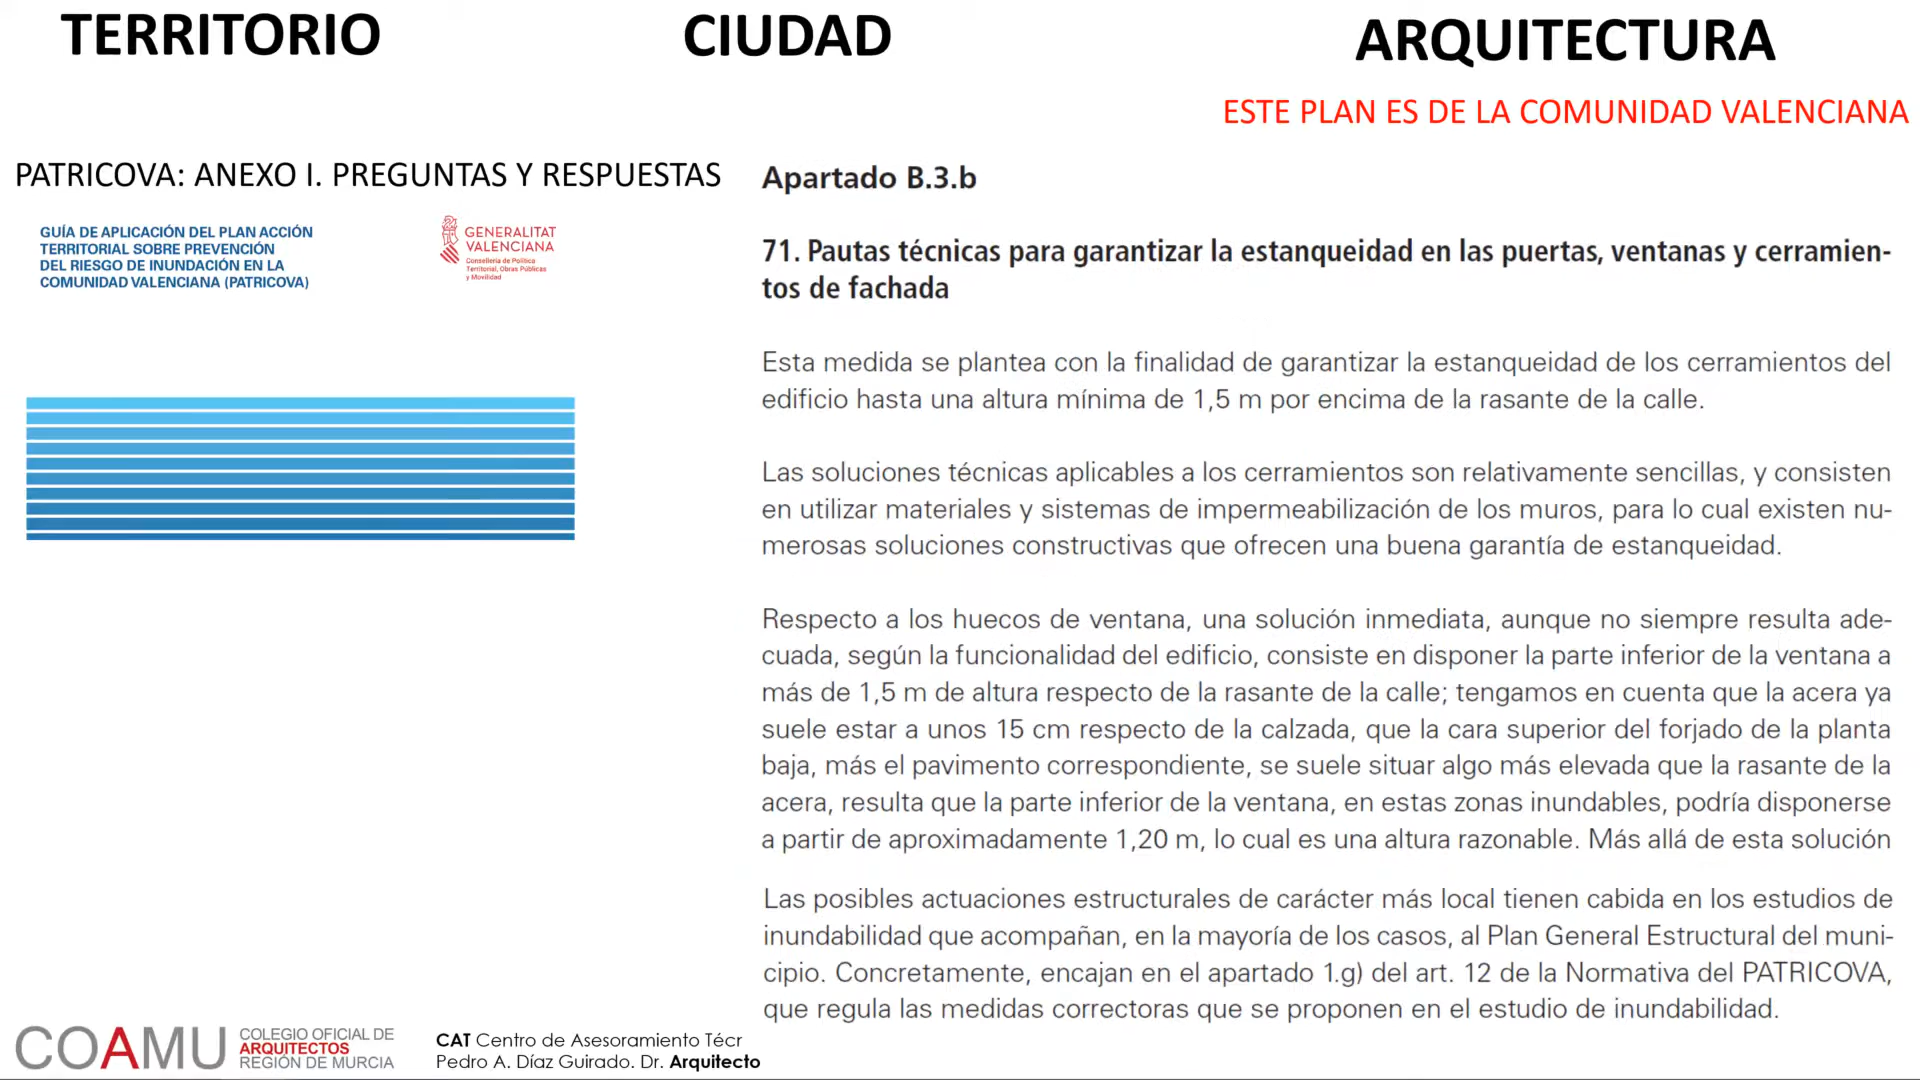 TERRITORIO
CIUDAD
ARQUITECTURA
ESTE PLAN ES DE LA COMUNIDAD VALENCIANA
PATRICOVA: ANEXO I. PREGUNTAS Y RESPUESTAS
GUÍA DE APLICACIÓN DEL PLAN ACCIÓN
TERRITORIAL SOBRE PREVENCIÓN
DEL RIESGO DE INUNDACIÓN EN LA
COMUNIDAD VALENCIANA (PATRICOVA)
GENERALITAT
VALENCIANA
Conselleria de Política
Territorial, Obras Públicas
y Movilidad
Apartado B.3.b
71. Pautas técnicas para garantizar la estanqueidad en las puertas, ventanas y cerramien-
tos de fachada
Esta medida se plantea con la finalidad de garantizar la estanqueidad de los cerramientos del
edificio hasta una altura mínima de 1,5 m por encima de la rasante de la calle.
Las soluciones técnicas aplicables a los cerramientos son relativamente sencillas, y consisten
en utilizar materiales y sistemas de impermeabilización de los muros, para lo cual existen nu-
merosas soluciones constructivas que ofrecen una buena garantía de estanqueidad.
Respecto a los huecos de ventana, una solución inmediata, aunque no siempre resulta ade-
cuada, según la funcionalidad del edificio, consiste en disponer la parte inferior de la ventana a
más de 1,5 m de altura respecto de la rasante de la calle; tengamos en cuenta que la acera ya
suele estar a unos 15 cm respecto de la calzada, que la cara superior del forjado de la planta
baja, más el pavimento correspondiente, se suele situar algo más elevada que la rasante de la
acera, resulta que la parte inferior de la ventana, en estas zonas inundables, podría disponerse
a partir de aproximadamente 1,20 m, lo cual es una altura razonable. Más allá de esta solución
Las posibles actuaciones estructurales de carácter más local tienen cabida en los estudios de
inundabilidad que acompañan, en la mayoría de los casos, al Plan General Estructural del muni-
cipio. Concretamente, encajan en el apartado 1.g) del art. 12 de la Normativa del PATRICOVA,
que regula las medidas correctoras que se proponen en el estudio de inundabilidad.
COAMU
COLEGIO OFICIAL DE
ARQUITECTOS
REGIÓN DE MURCIA
CAT Centro de Asesoramiento Técr
Pedro A. Díaz Guirado. Dr. Arquitecto